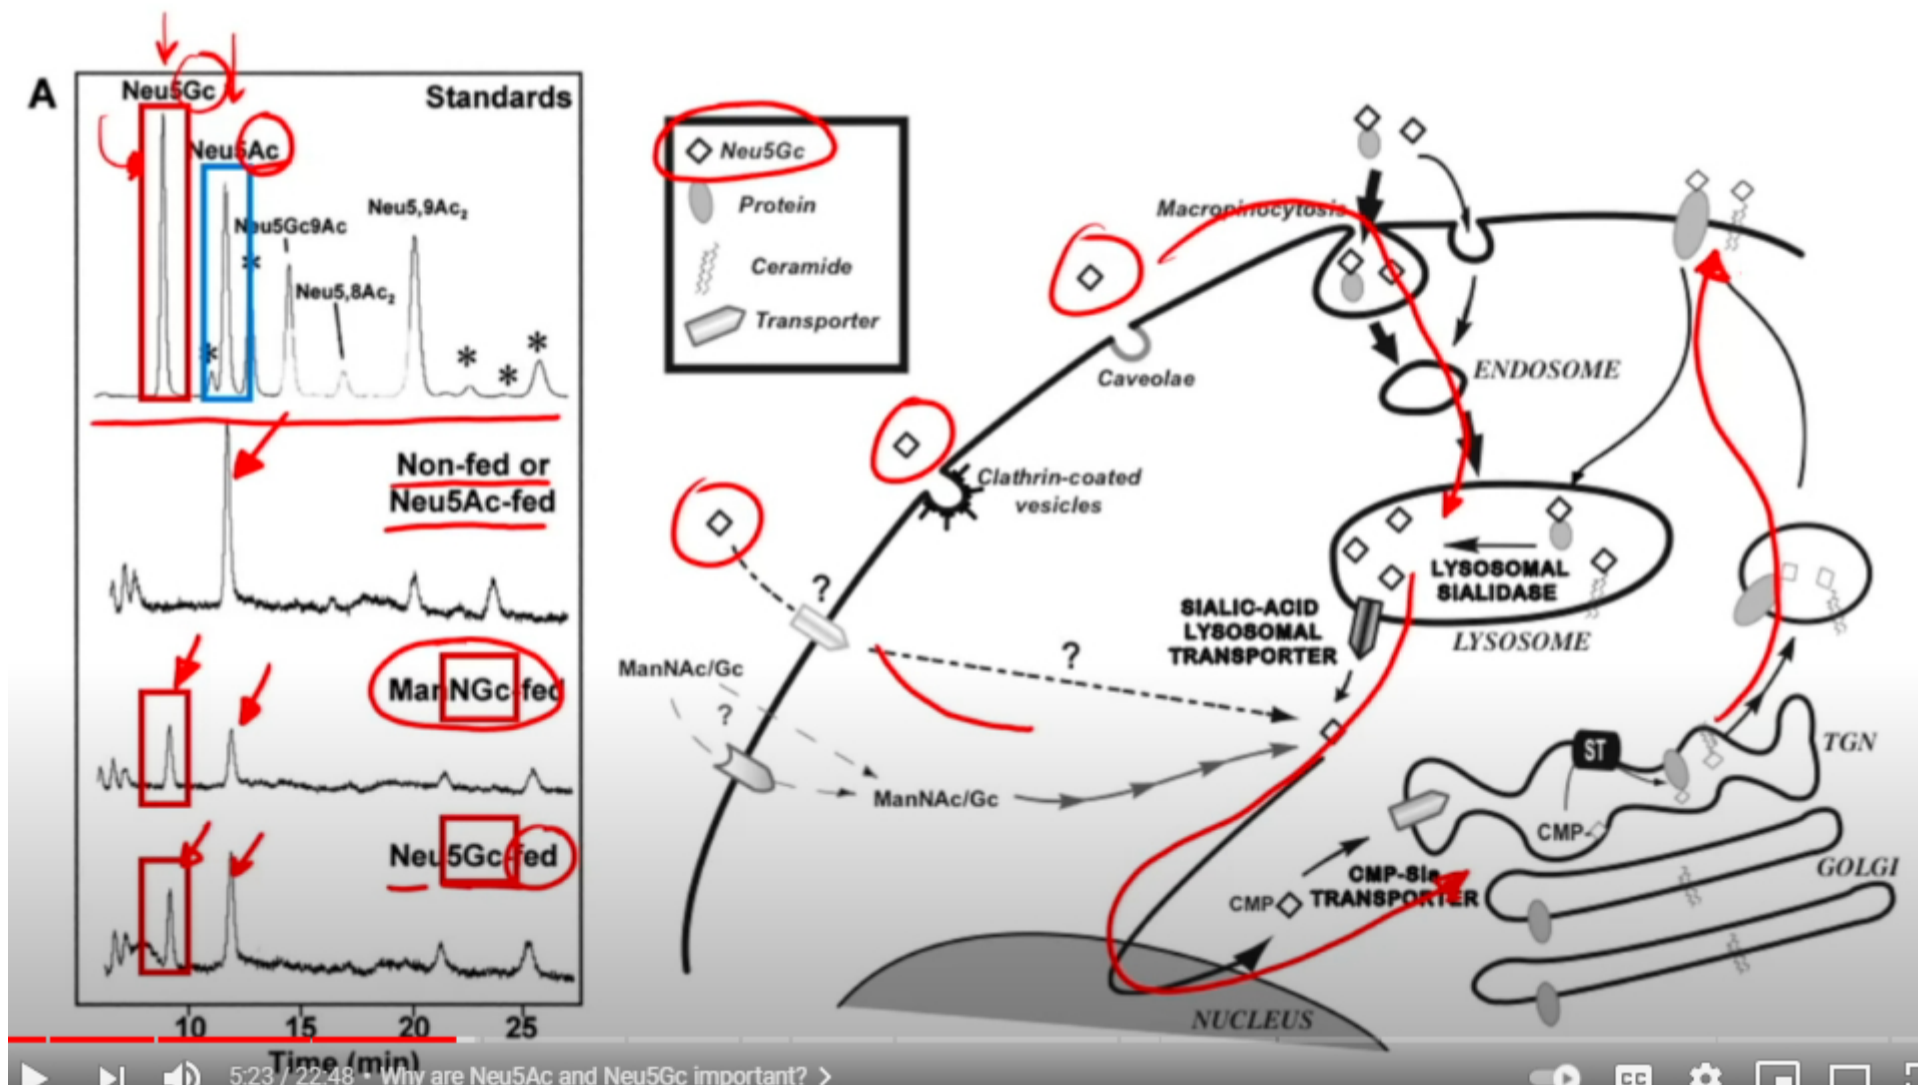 A
Neu5Gc
Standards
Neu5Ac
Neu5Gc9Ac
Neu5,9Ac₂
Neu5,8Ac₂
*
*
*
*
*
Non-fed or
Neu5Ac-fed
ManNGc-fed
Neu5Gc-fed
10 15 20 25
Time (min)
Neu5Gc
Protein
Ceramide
Transporter
Macropinocytosis
Caveolae
Clathrin-coated
vesicles
ENDOSOME
?
?
?
ManNAc/Gc
ManNAc/Gc
LYSOSOMAL
SIALIDASE
LYSOSOME
SIALIC-ACID
LYSOSOMAL
TRANSPORTER
ST
TGN
CMP-
GOLGI
CMP-Sia
TRANSPORTER
CMP-
NUCLEUS
5:23 / 22:48 • Why are Neu5Ac and Neu5Gc important? >
CC